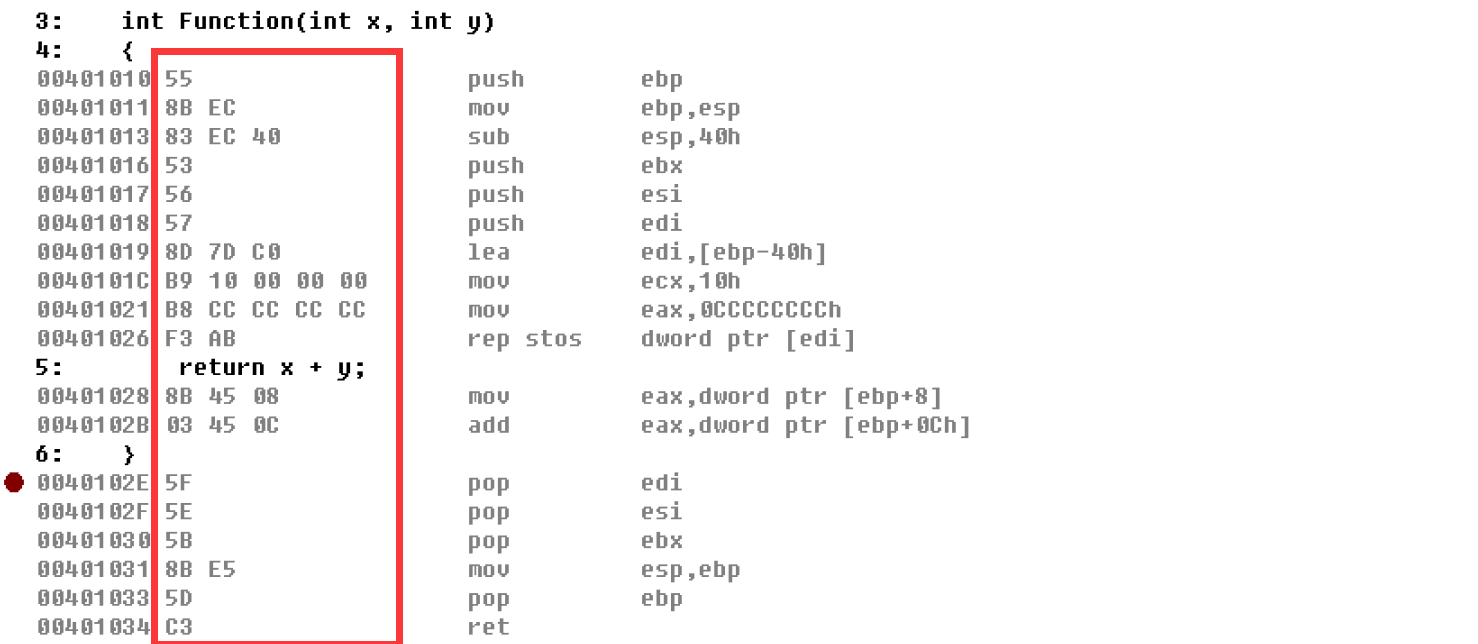 3: int Function(int x, int y)
4: {
00401010 55 push ebp
00401011 8B EC mov ebp,esp
00401013 83 EC 40 sub esp,40h
00401016 53 push ebx
00401017 56 push esi
00401018 57 push edi
00401019 8D 7D C0 lea edi,[ebp-40h]
0040101C B9 10 00 00 00 mov ecx,10h
00401021 B8 CC CC CC CC mov eax,0CCCCCCCCh
00401026 F3 AB rep stos dword ptr [edi]
5: return x + y;
00401028 8B 45 08 mov eax,dword ptr [ebp+8]
0040102B 03 45 0C add eax,dword ptr [ebp+0Ch]
6: }
0040102E 5F pop edi
0040102F 5E pop esi
00401030 5B pop ebx
00401031 8B E5 mov esp,ebp
00401033 5D pop ebp
00401034 C3 ret